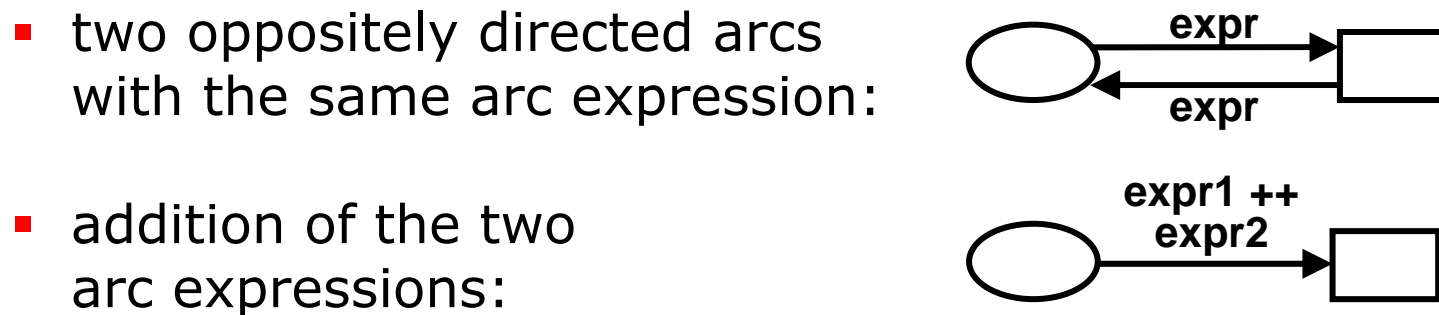 two oppositely directed arcs
with the same arc expression:
expr
expr
addition of the two
arc expressions:
expr1 ++
expr2